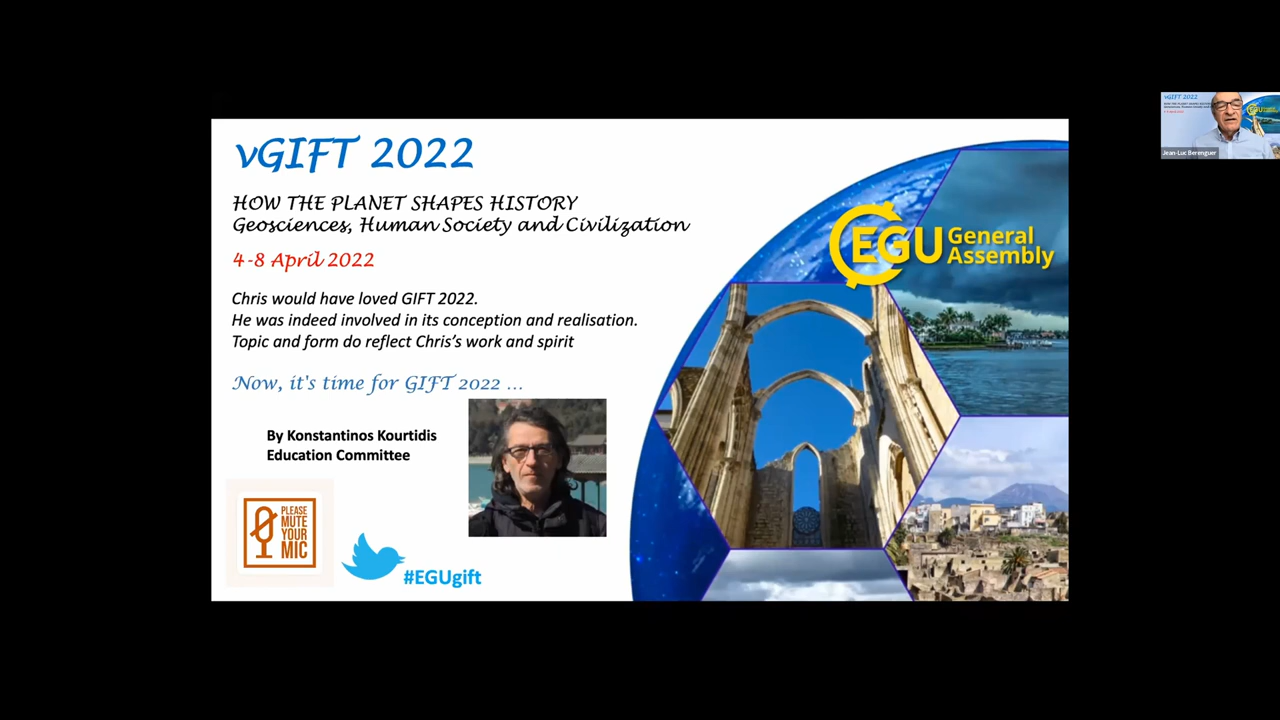 vGIFT 2022
HOW THE PLANET SHAPES HISTORY
Geosciences, Human Society and Civilization
4-8 April 2022
Chris would have loved GIFT 2022.
He was indeed involved in its conception and realisation.
Topic and form do reflect Chris's work and spirit
Now, it's time for GIFT 2022 ...
By Konstantinos Kourtidis
Education Committee
PLEASE
MUTE
YOUR
MIC
#EGUgift
EGU General
Assembly
vGIFT 2022
Jean-Luc Berenguer